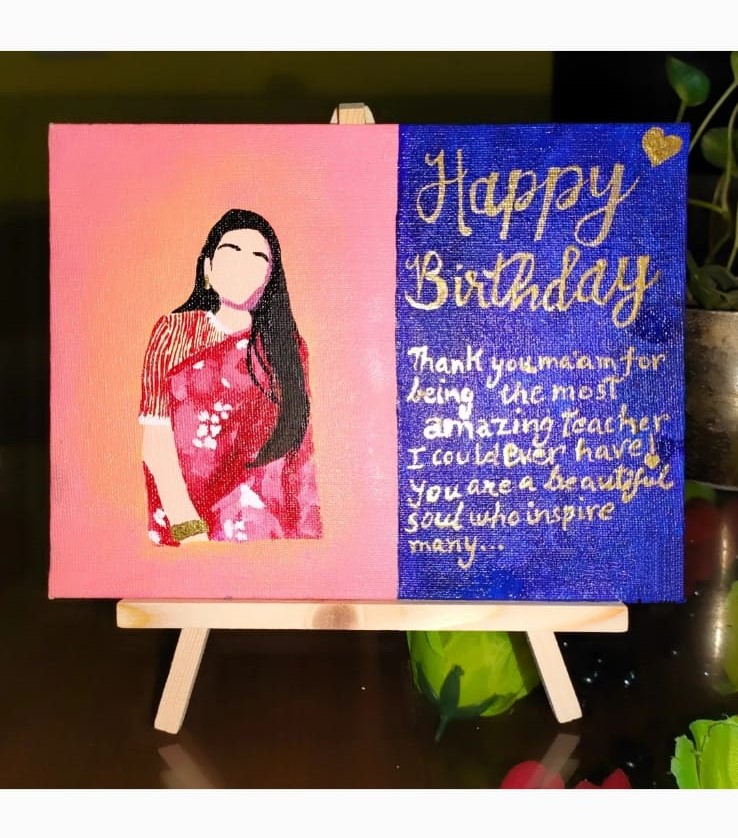 Happy
Birthday
Thank you ma'am for
being the most
amazing teacher
I could ever have!
You are a beautiful
soul who inspire
many...